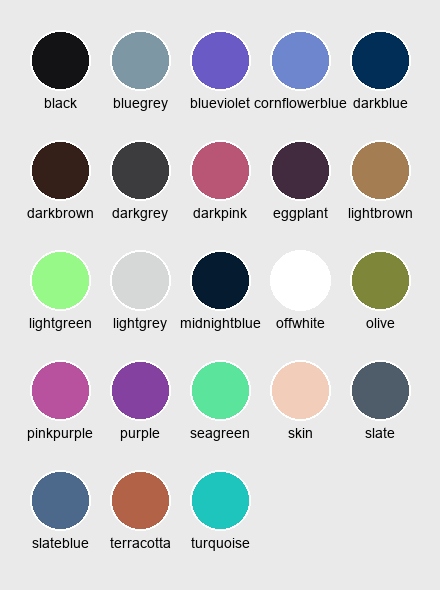 black bluegrey blueviolet cornflowerblue darkblue
darkbrown darkgrey darkpink eggplant lightbrown
lightgreen lightgrey midnightblue offwhite olive
pinkpurple purple seagreen skin slate
slateblue terracotta turquoise